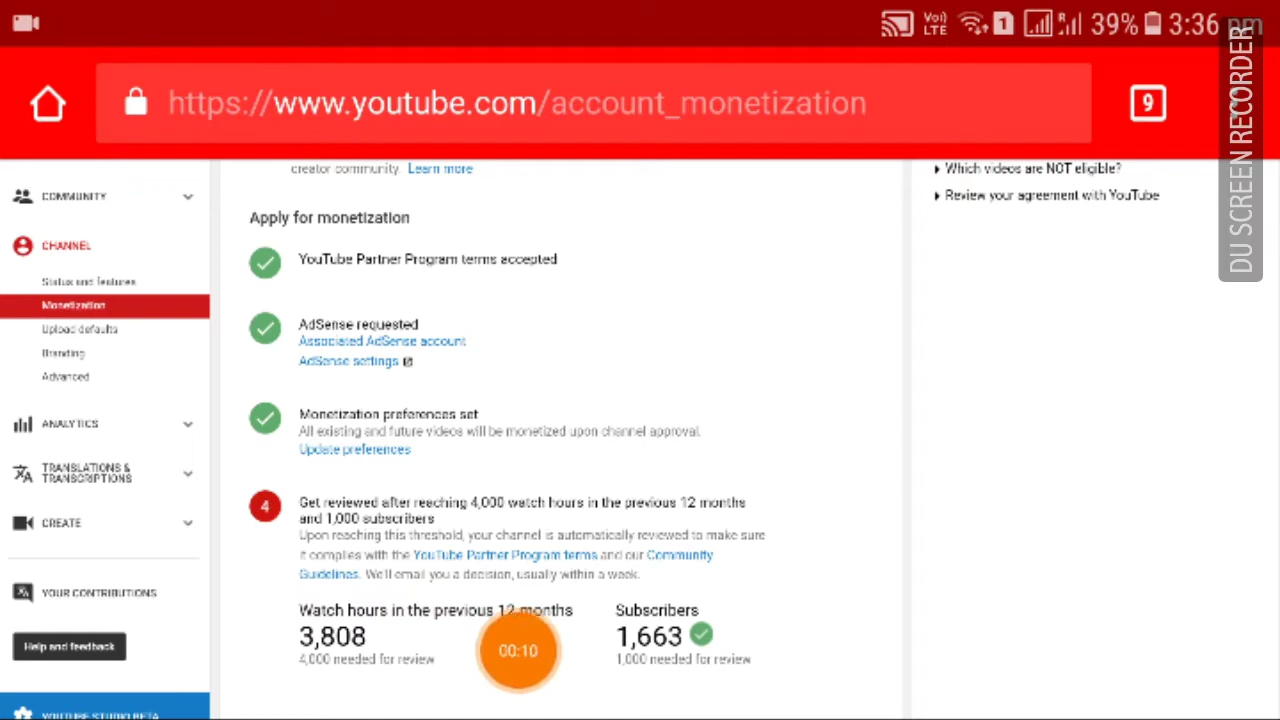 Voj) LTE 1 R 39% 3:36 pm
https://www.youtube.com/account_monetization
9
DU SCREEN RECORDER
COMMUNITY
CHANNEL
Status and features
Monetization
Upload defaults
Branding
Advanced
ANALYTICS
TRANSLATIONS &
TRANSCRIPTIONS
CREATE
YOUR CONTRIBUTIONS
Help and feedback
YOUTUBE STUDIO BETA
creator community. Learn more
Apply for monetization
YouTube Partner Program terms accepted
AdSense requested
Associated AdSense account
AdSense settings
Monetization preferences set
All existing and future videos will be monetized upon channel approval.
Update preferences
4
Get reviewed after reaching 4,000 watch hours in the previous 12 months
and 1,000 subscribers
Upon reaching this threshold, your channel is automatically reviewed to make sure
it complies with the YouTube Partner Program terms and our Community
Guidelines. We'll email you a decision, usually within a week.
Watch hours in the previous 12 months
3,808
4,000 needed for review
00:10
Subscribers
1,663
1,000 needed for review
Which videos are NOT eligible?
Review your agreement with YouTube